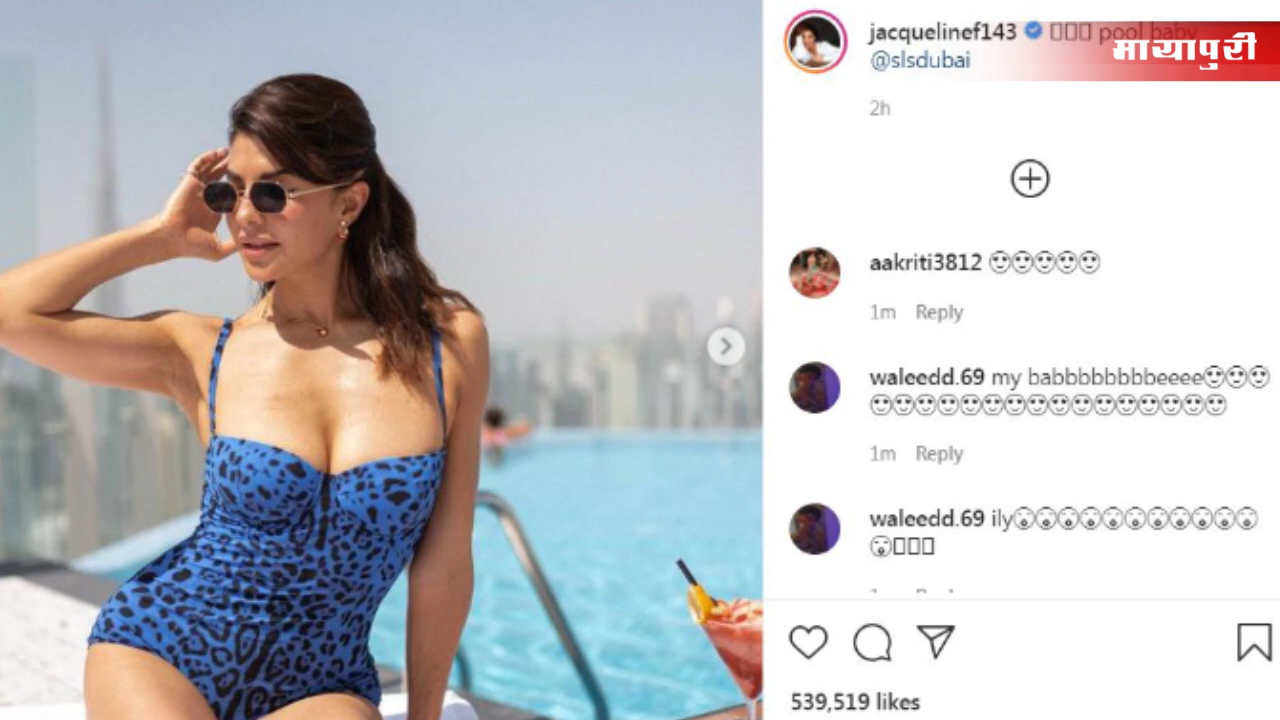 jacquelinef143 pool baby
मायापुरी
@slsdubai
2h
aakriti3812
1m Reply
waleedd.69 my babbbbbbbbeeee
1m Reply
waleedd.69 ily
539,519 likes